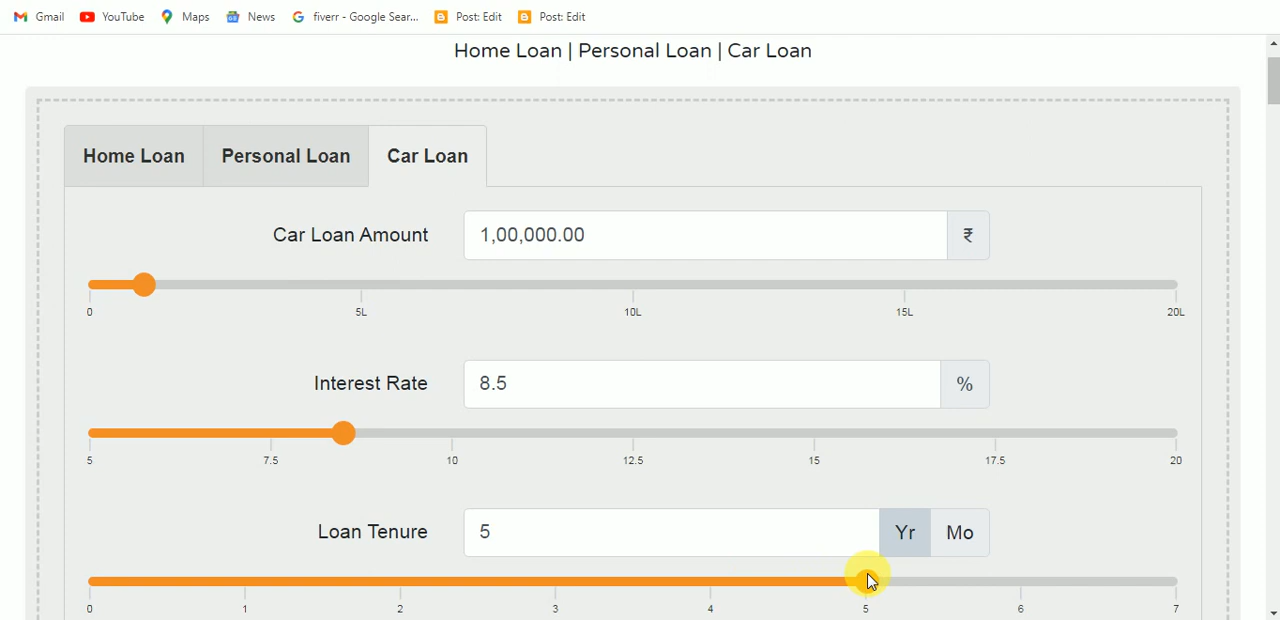 Gmail YouTube Maps News fiverr - Google Sear... Post: Edit Post: Edit
Home Loan | Personal Loan | Car Loan
Home Loan Personal Loan Car Loan
Car Loan Amount 1,00,000.00 ₹
0 5L 10L 15L 20L
Interest Rate 8.5 %
5 7.5 10 12.5 15 17.5 20
Loan Tenure 5 Yr Mo
0 1 2 3 4 5 6 7